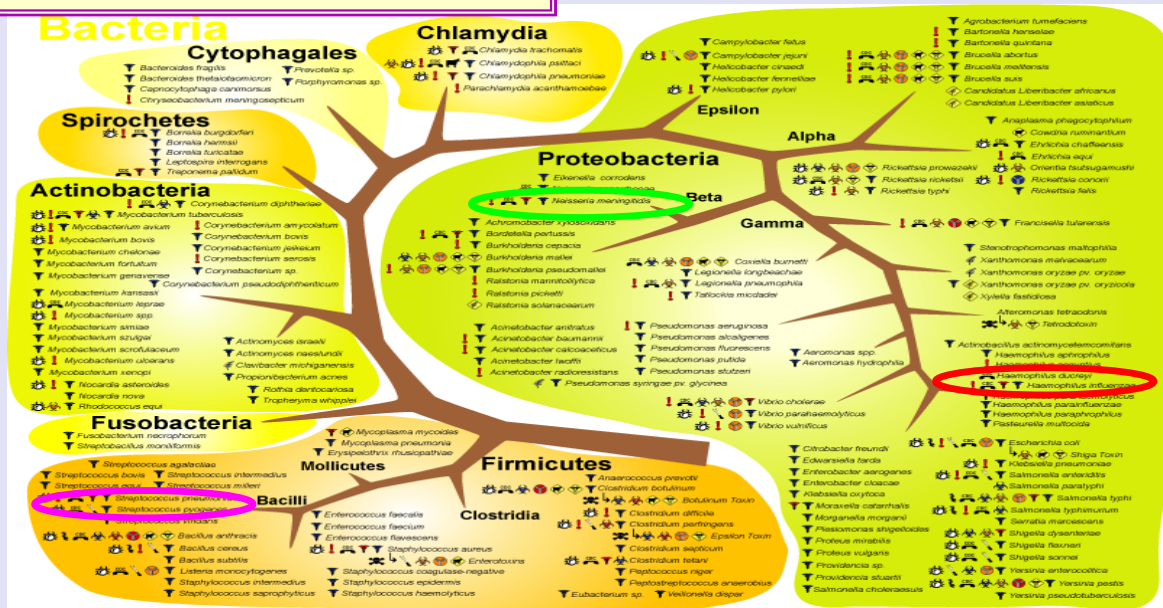 Bacteria
Cytophagales
Bacteroides fragilis
Bacteroides thetaiotaomicron
Capnocytophaga canimorsus
Chryseobacterium meningosepticum
Prevotella sp.
Porphyromonas sp.
Chlamydia
Chlamydia trachomatis
Chlamydophila psittaci
Chlamydophila pneumoniae
Parachlamydia acanthamoebae
Spirochetes
Borrelia burgdorferi
Borrelia hermsii
Borrelia turicatae
Leptospira interrogans
Treponema pallidum
Actinobacteria
Corynebacterium diphtheriae
Mycobacterium tuberculosis
Mycobacterium avium
Mycobacterium bovis
Mycobacterium chelonae
Mycobacterium fortuitum
Mycobacterium genavense
Corynebacterium amycolatum
Corynebacterium bovis
Corynebacterium jeikeium
Corynebacterium serosis
Corynebacterium sp.
Corynebacterium pseudodiphtheriticum
Mycobacterium kansasii
Mycobacterium leprae
Mycobacterium spp.
Mycobacterium simiae
Mycobacterium szulgai
Mycobacterium scrofulaceum
Mycobacterium ulcerans
Mycobacterium xenopi
Nocardia asteroides
Nocardia nova
Rhodococcus equi
Actinomyces israelii
Actinomyces naeslundii
Clavibacter michiganensis
Propionibacterium acnes
Rothia dentocariosa
Tropheryma whipplei
Fusobacteria
Fusobacterium necrophorum
Streptobacillus moniliformis
Mycoplasma mycoides
Mycoplasma pneumonia
Erysipelothrix rhusiopathiae
Mollicutes
Firmicutes
Bacilli
Clostridia
Streptococcus agalactiae
Streptococcus bovis
Streptococcus intermedius
Streptococcus equi
Streptococcus milleri
Streptococcus pyogenes
Streptococcus viridans
Bacillus anthracis
Bacillus cereus
Bacillus subtilis
Listeria monocytogenes
Staphylococcus intermedius
Staphylococcus saprophyticus
Enterococcus faecalis
Enterococcus faecium
Enterococcus flavescens
Staphylococcus aureus
Enterotoxins
Staphylococcus coagulase-negative
Staphylococcus epidermis
Staphylococcus haemolyticus
Anaerococcus prevotii
Clostridium botulinum
Botulinum Toxin
Clostridium difficile
Clostridium perfringens
Epsilon Toxin
Clostridium septicum
Clostridium tetani
Peptococcus niger
Peptostreptococcus anaerobius
Eubacterium sp.
Veillonella dispar
Proteobacteria
Epsilon
Campylobacter fetus
Campylobacter jejuni
Helicobacter cinaedi
Helicobacter fennelliae
Helicobacter pylori
Alpha
Agrobacterium tumefaciens
Bartonella henselae
Bartonella quintana
Brucella abortus
Brucella melitensis
Brucella suis
Candidatus Liberibacter africanus
Candidatus Liberibacter asiaticus
Anaplasma phagocytophilum
Cowdria ruminantium
Ehrlichia chaffeensis
Ehrlichia equi
Rickettsia prowazekii
Rickettsia ricketsii
Rickettsia typhi
Orientia tsutsugamushi
Rickettsia conorii
Rickettsia felis
Beta
Eikenella corrodens
Neisseria meningitidis
Achromobacter xylosoxidans
Bordetella pertussis
Burkholderia cepacia
Burkholderia mallei
Burkholderia pseudomallei
Ralstonia mannitolilytica
Ralstonia picketti
Ralstonia solanacearum
Gamma
Francisella tularensis
Coxiella burnetti
Legionella longbeachae
Legionella pneumophila
Tatlockia micdadei
Stenotrophomonas maltophilia
Xanthomonas malvacearum
Xanthomonas oryzae pv. oryzae
Xanthomonas oryzae pv. oryzicola
Xylella fastidiosa
Alteromonas tetraodonis
Tetrodotoxin
Acinetobacter anitratus
Acinetobacter baumannii
Acinetobacter calcoaceticus
Acinetobacter lwoffii
Acinetobacter radioresistans
Pseudomonas aeruginosa
Pseudomonas alcaligenes
Pseudomonas fluorescens
Pseudomonas putida
Pseudomonas stutzeri
Pseudomonas syringae pv. glycinea
Aeromonas spp.
Aeromonas hydrophila
Vibrio cholerae
Vibrio parahaemolyticus
Vibrio vulnificus
Actinobacillus actinomycetemcomitans
Haemophilus aphrophilus
Haemophilus ducreyi
Haemophilus influenzae
Haemophilus parainfluenzae
Haemophilus paraphrophilus
Pasteurella multocida
Citrobacter freundii
Edwarsiella tarda
Enterobacter aerogenes
Enterobacter cloacae
Klebsiella oxytoca
Moraxella catarrhalis
Morganella morganii
Plesiomonas shigelloides
Proteus mirabilis
Proteus vulgaris
Providencia sp.
Providencia stuartii
Salmonella choleraesuis
Escherichia coli
Shiga Toxin
Klebsiella pneumoniae
Salmonella enteritidis
Salmonella paratyphi
Salmonella typhi
Salmonella typhimurium
Serratia marcescens
Shigella dysenteriae
Shigella flexneri
Shigella sonnei
Yersinia enterocolitica
Yersinia pestis
Yersinia pseudotuberculosis